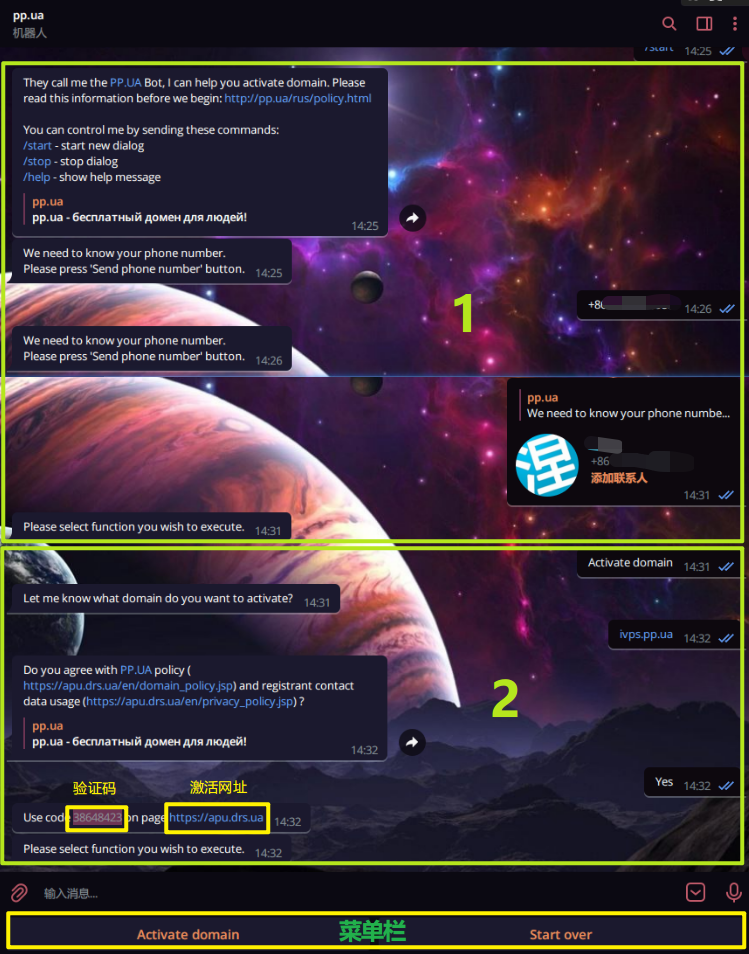 pp.ua
机器人
/start 14:25
They call me the PP.UA Bot, I can help you activate domain. Please
read this information before we begin: http://pp.ua/rus/policy.html
You can control me by sending these commands:
/start - start new dialog
/stop - stop dialog
/help - show help message
pp.ua
pp.ua - бесплатный домен для людей!
14:25
We need to know your phone number.
Please press 'Send phone number' button. 14:25
+86
14:26
1
We need to know your phone number.
Please press 'Send phone number' button. 14:26
pp.ua
We need to know your phone numbe...
涅
+86
添加联系人
14:31
Please select function you wish to execute. 14:31
Activate domain 14:31
Let me know what domain do you want to activate? 14:31
ivps.pp.ua 14:32
Do you agree with PP.UA policy (
https://apu.drs.ua/en/domain_policy.jsp) and registrant contact
data usage (https://apu.drs.ua/en/privacy_policy.jsp) ?
pp.ua
pp.ua - бесплатный домен для людей!
14:32
2
Yes 14:32
验证码 激活网址
Use code 38648423 on page https://apu.drs.ua 14:32
Please select function you wish to execute. 14:32
输入消息...
Activate domain 菜单栏 Start over